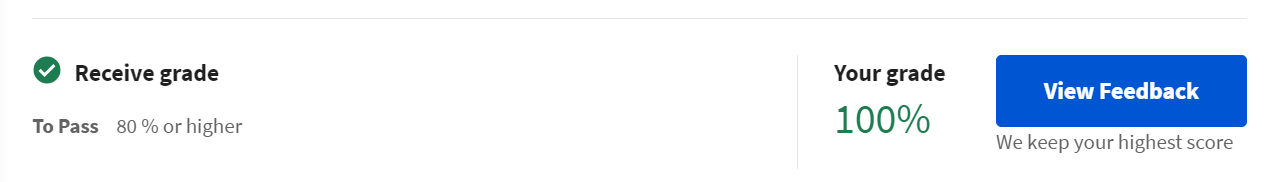 Receive grade
To Pass 80 % or higher
Your grade
100%
View Feedback
We keep your highest score